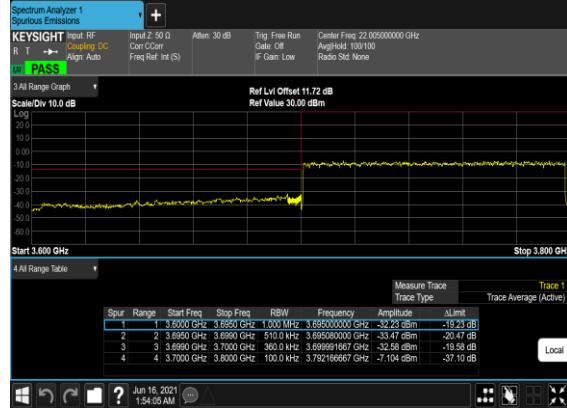 Spectrum Analyzer 1
Spurious Emissions
+
KEYSIGHT Input: RF Input Z: 50 Ω Atten: 30 dB Trig: Free Run Center Freq: 22.005000000 GHz
R T Coupling: DC Corr CCorr Gate: Off Avg|Hold: 100/100
Align: Auto Freq Ref: Int (S) IF Gain: Low Radio Std: None
PASS
3 All Range Graph
Ref Lvl Offset 11.72 dB
Scale/Div 10.0 dB Ref Value 30.00 dBm
Log
20.0
10.0
0.00
-10.0
-20.0
-30.0
-40.0
-50.0
-60.0
Start 3.600 GHz Stop 3.800 GHz
4 All Range Table
Measure Trace Trace 1
Trace Type Trace Average (Active)
Spur Range Start Freq Stop Freq RBW Frequency Amplitude ΔLimit
1 1 3.6000 GHz 3.6950 GHz 1.000 MHz 3.695000000 GHz -32.23 dBm -19.23 dB
2 2 3.6950 GHz 3.6990 GHz 510.0 kHz 3.695080000 GHz -33.47 dBm -20.47 dB
3 3 3.6990 GHz 3.7000 GHz 360.0 kHz 3.699991667 GHz -32.58 dBm -19.58 dB
4 4 3.7000 GHz 3.8000 GHz 100.0 kHz 3.792166667 GHz -7.104 dBm -37.10 dB
Local
?
Jun 16, 2021
1:54:05 AM